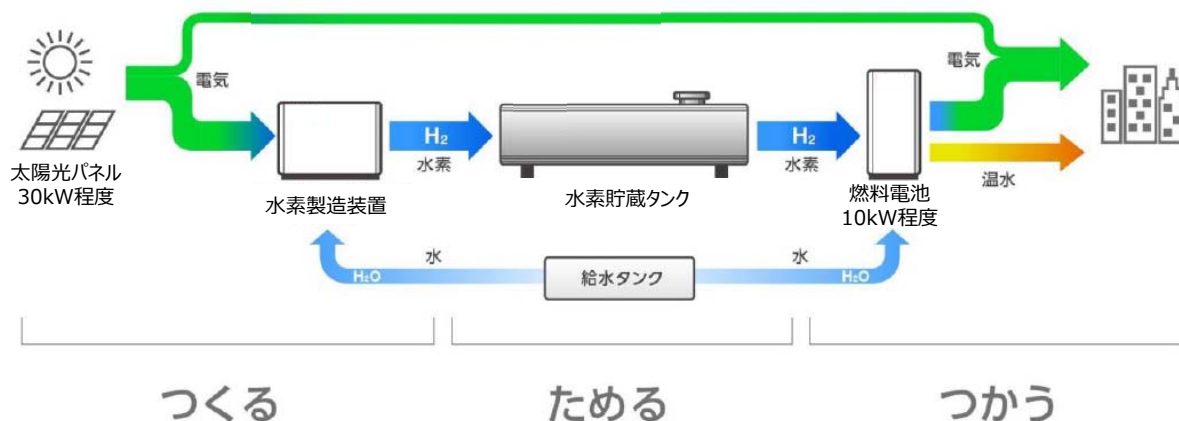 電気
電気
太陽光パネル
30kW程度
H₂
水素
H₂
水素
水素製造装置
水素貯蔵タンク
燃料電池
10kW程度
温水
水
水
H₂O
給水タンク
H₂O
つくる
ためる
つかう